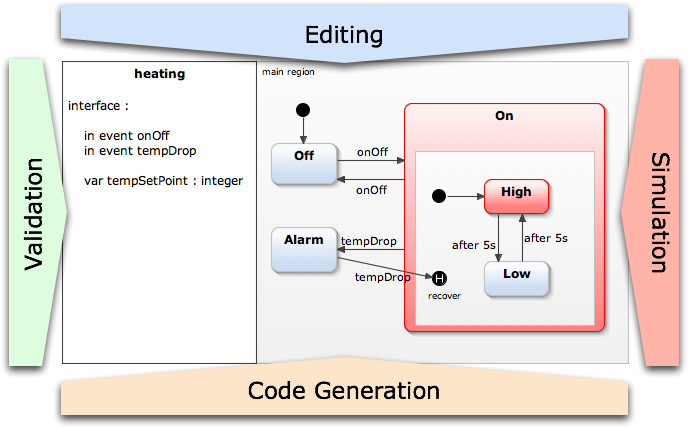 Editing
Validation
heating
interface :
in event onOff
in event tempDrop
var tempSetPoint : integer
main region
Off
onOff
onOff
Alarm
tempDrop
tempDrop
On
High
after 5s
after 5s
Low
H
recover
Simulation
Code Generation